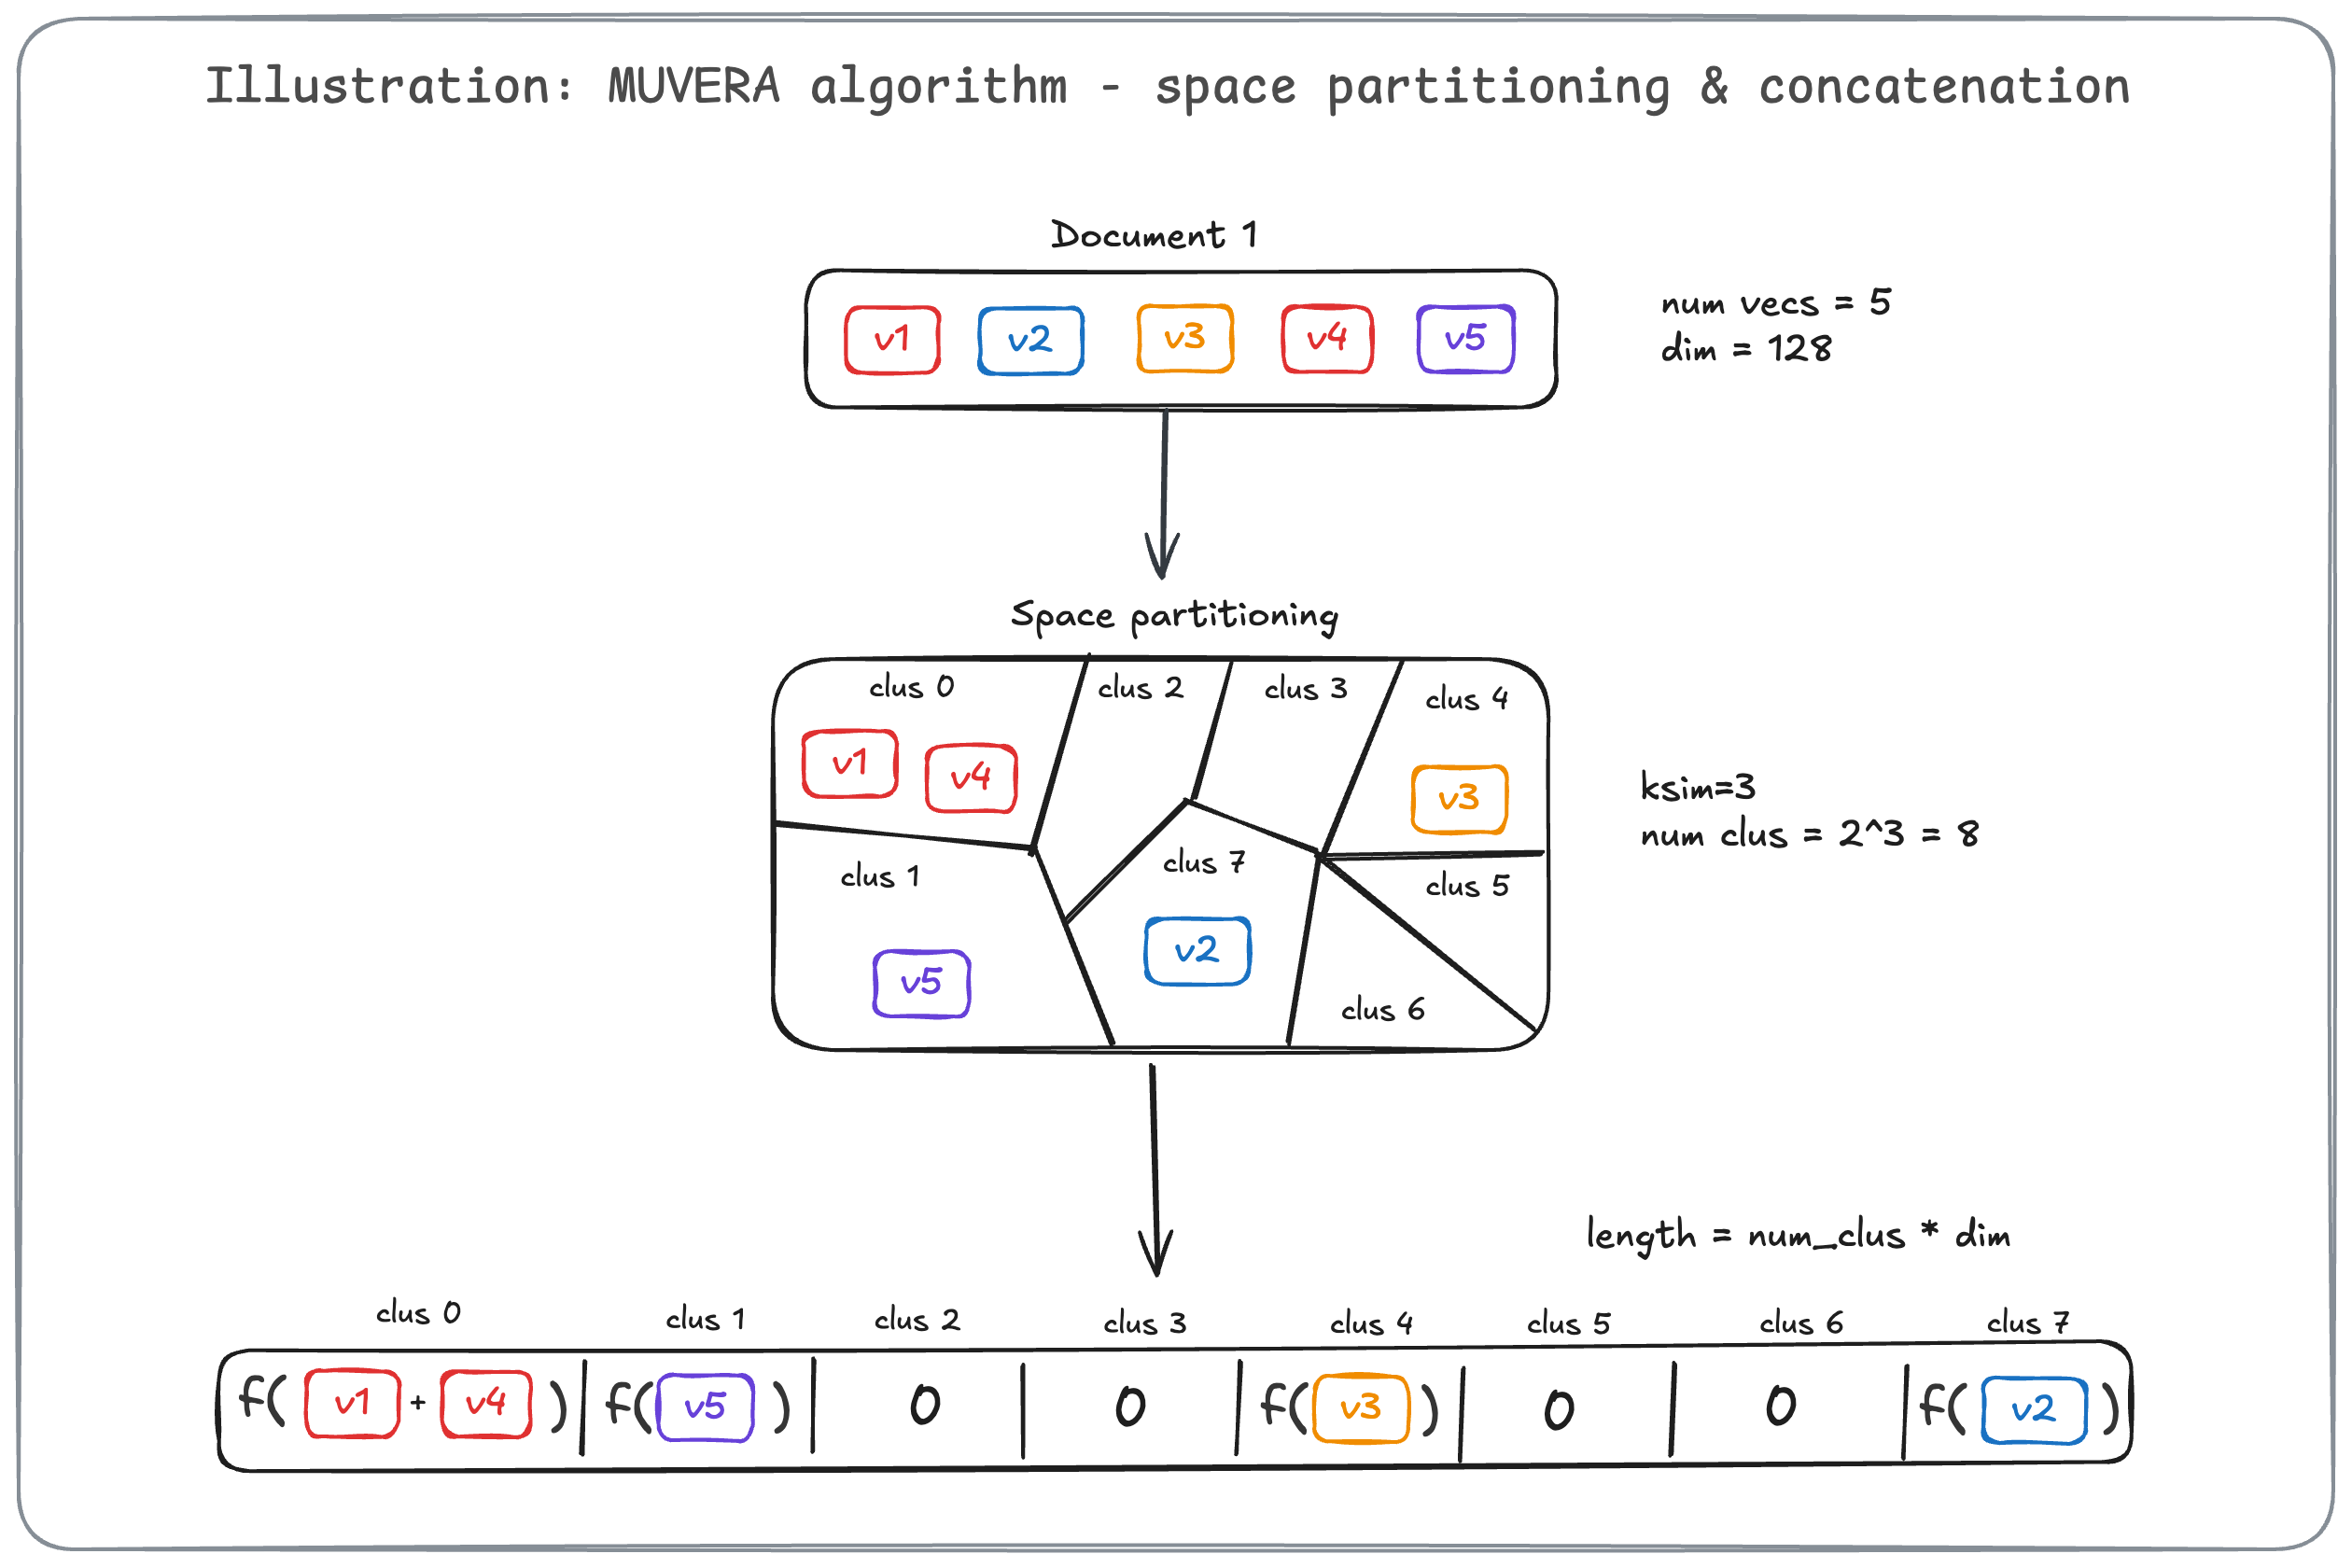 Illustration: MUVERA algorithm - space partitioning & concatenation
Document 1
v1 v2 v3 v4 v5
num vecs = 5
dim = 128
Space partitioning
clus 0
clus 2
clus 3
clus 4
v1
v4
v3
ksim=3
num clus = 2^3 = 8
clus 1
clus 7
clus 5
v5
v2
clus 6
length = num_clus * dim
clus 0 clus 1 clus 2 clus 3 clus 4 clus 5 clus 6 clus 7
f( v1 + v4 ) f( v5 ) 0 0 f( v3 ) 0 0 f( v2 )